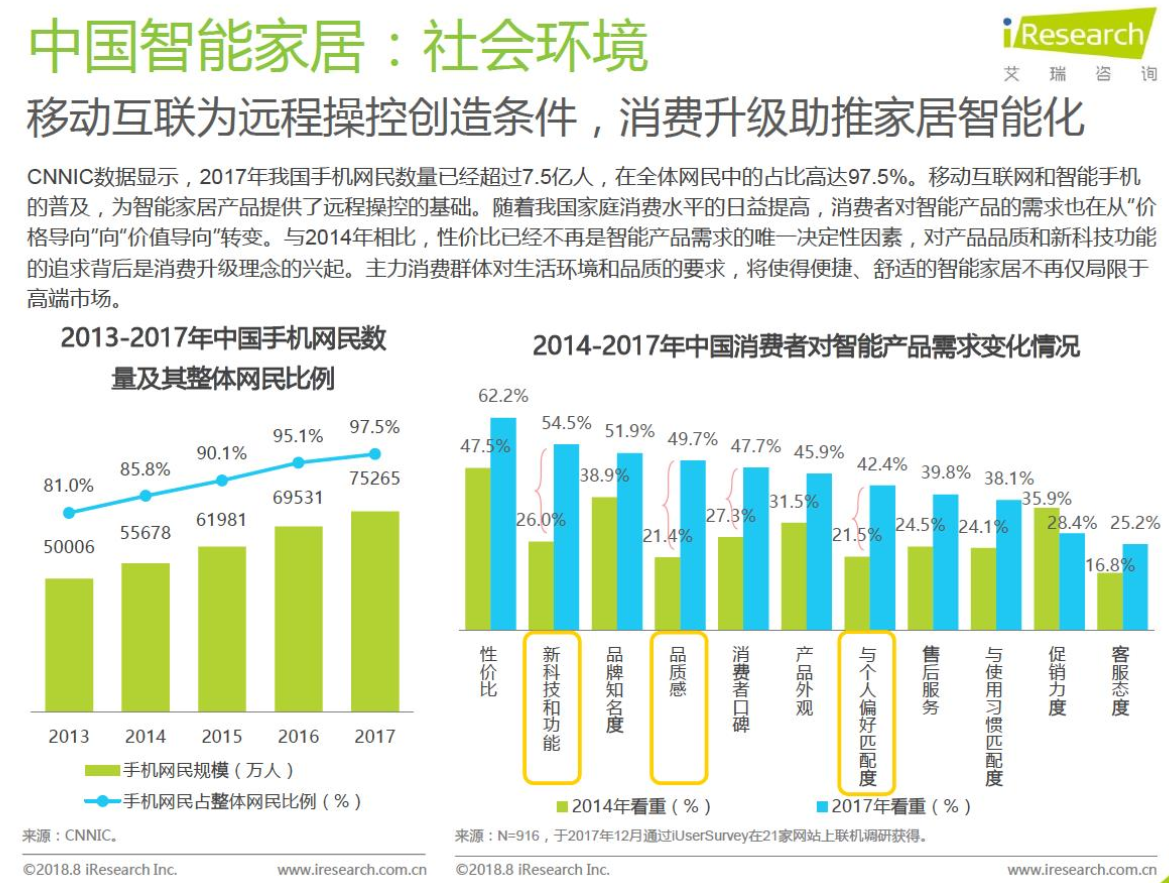 中国智能家居：社会环境
iResearch
艾 瑞 咨 询
移动互联为远程操控创造条件，消费升级助推家居智能化
CNNIC数据显示，2017年我国手机网民数量已经超过7.5亿人，在全体网民中的占比高达97.5%。移动互联网和智能手机
的普及，为智能家居产品提供了远程操控的基础。随着我国家庭消费水平的日益提高，消费者对智能产品的需求也在从“价
格导向”向“价值导向”转变。与2014年相比，性价比已经不再是智能产品需求的唯一决定性因素，对产品品质和新科技功能
的追求背后是消费升级理念的兴起。主力消费群体对生活环境和品质的要求，将使得便捷、舒适的智能家居不再仅局限于
高端市场。
2013-2017年中国手机网民数
量及其整体网民比例
81.0%
85.8%
90.1%
95.1%
97.5%
50006
55678
61981
69531
75265
2013
2014
2015
2016
2017
手机网民规模（万人）
手机网民占整体网民比例（%）
来源：CNNIC。
©2018.8 iResearch Inc.
www.iresearch.com.cn
2014-2017年中国消费者对智能产品需求变化情况
47.5%
62.2%
26.0%
54.5%
38.9%
51.9%
21.4%
49.7%
27.3%
47.7%
31.5%
45.9%
21.5%
42.4%
24.5%
39.8%
24.1%
38.1%
35.9%
28.4%
16.8%
25.2%
性价比
新科技和功能
品牌知名度
品质感
消费者口碑
产品外观
与个人偏好匹配度
售后服务
与使用习惯匹配度
促销力度
客服态度
2014年看重（%）
2017年看重（%）
来源：N=916，于2017年12月通过iUserSurvey在21家网站上联机调研获得。
©2018.8 iResearch Inc.
www.iresearch.com.cn